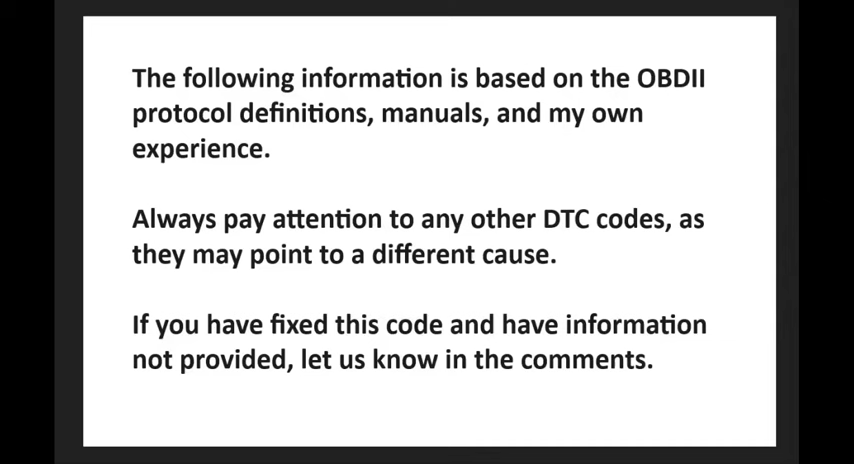 The following information is based on the OBDII
protocol definitions, manuals, and my own
experience.
Always pay attention to any other DTC codes, as
they may point to a different cause.
If you have fixed this code and have information
not provided, let us know in the comments.